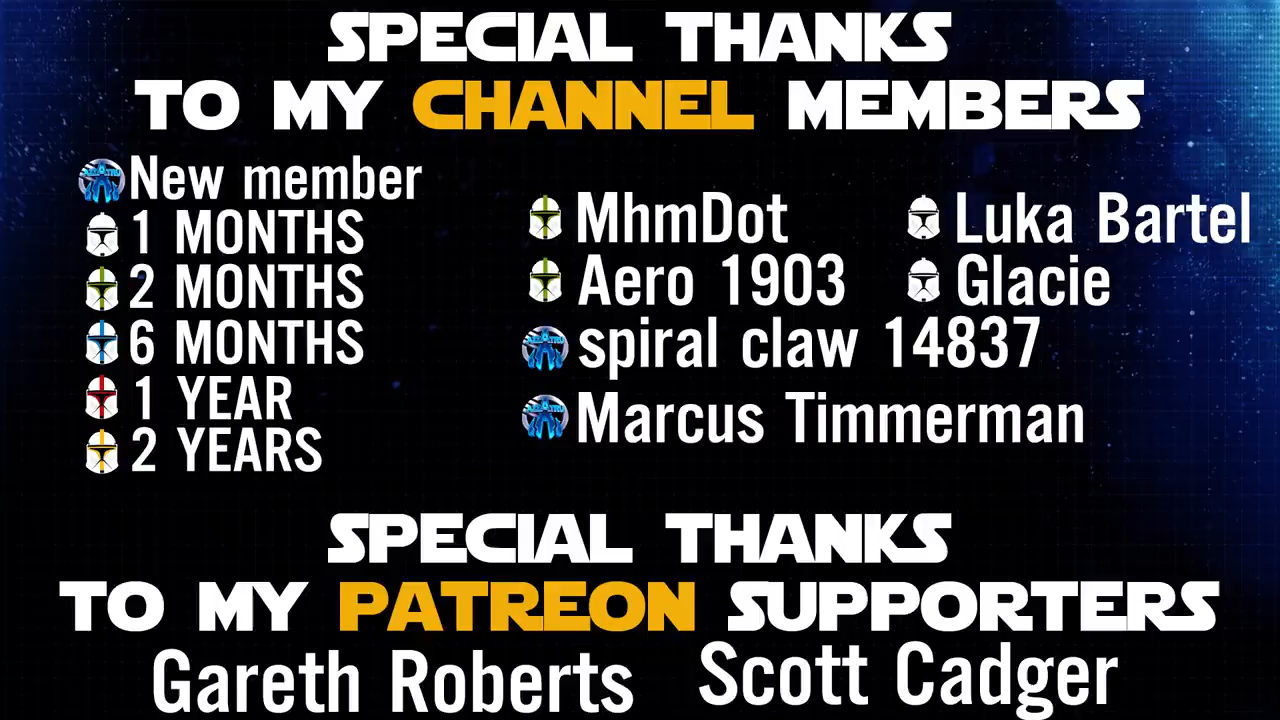 SPECIAL THANKS
TO MY CHANNEL MEMBERS
New member
1 MONTHS
2 MONTHS
6 MONTHS
1 YEAR
2 YEARS
MhmDot
Luka Bartel
Aero 1903
Glacie
spiral claw 14837
Marcus Timmerman
SPECIAL THANKS
TO MY PATREON SUPPORTERS
Gareth Roberts
Scott Cadger